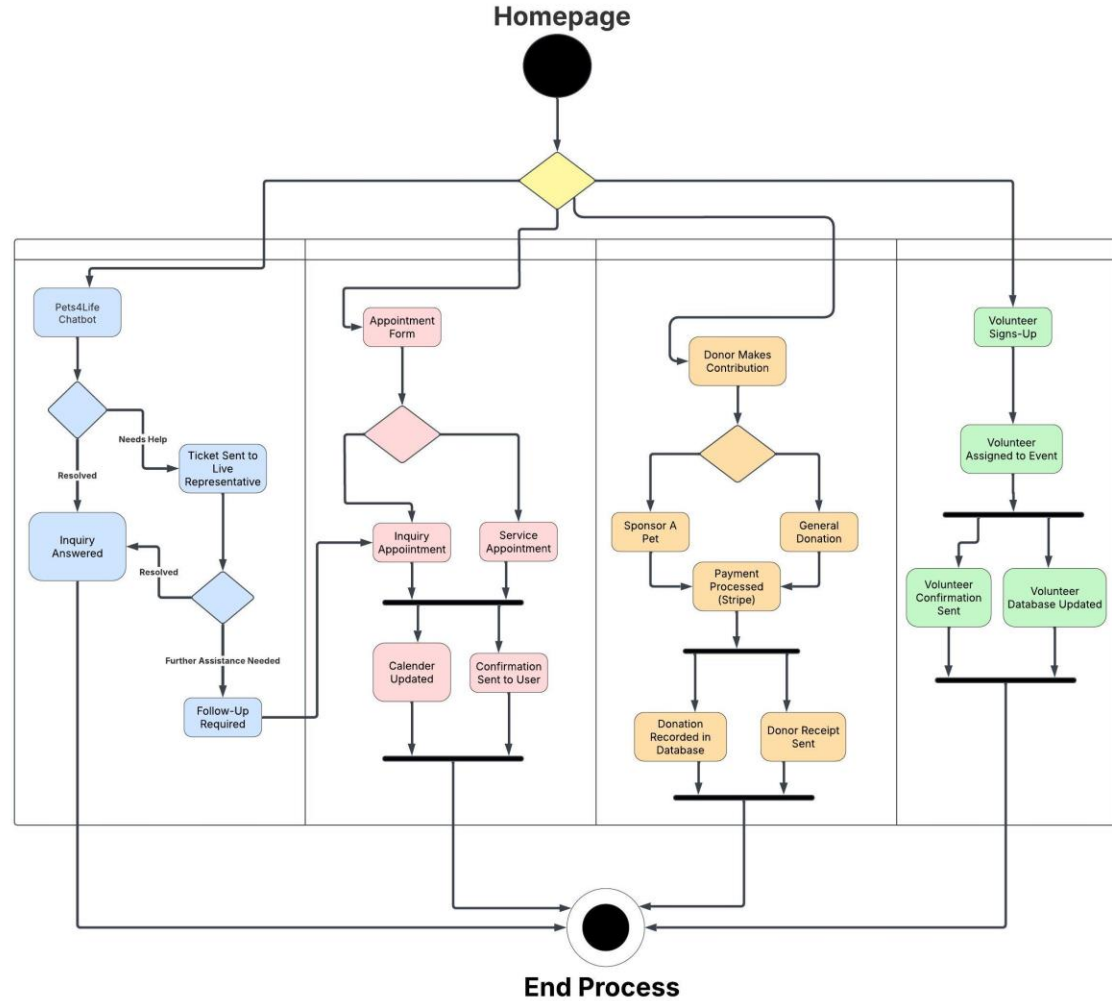 Homepage
Pets4Life
Chatbot
Needs Help
Resolved
Ticket Sent to
Live
Representative
Inquiry
Answered
Resolved
Further Assistance Needed
Follow-Up
Required
Appointment
Form
Inquiry
Appoiintment
Service
Appointment
Calender
Updated
Confirmation
Sent to User
Donor Makes
Contribution
Sponsor A
Pet
General
Donation
Payment
Processed
(Stripe)
Donation
Recorded in
Database
Donor Receipt
Sent
Volunteer
Signs-Up
Volunteer
Assigned to Event
Volunteer
Confirmation
Sent
Volunteer
Database Updated
End Process